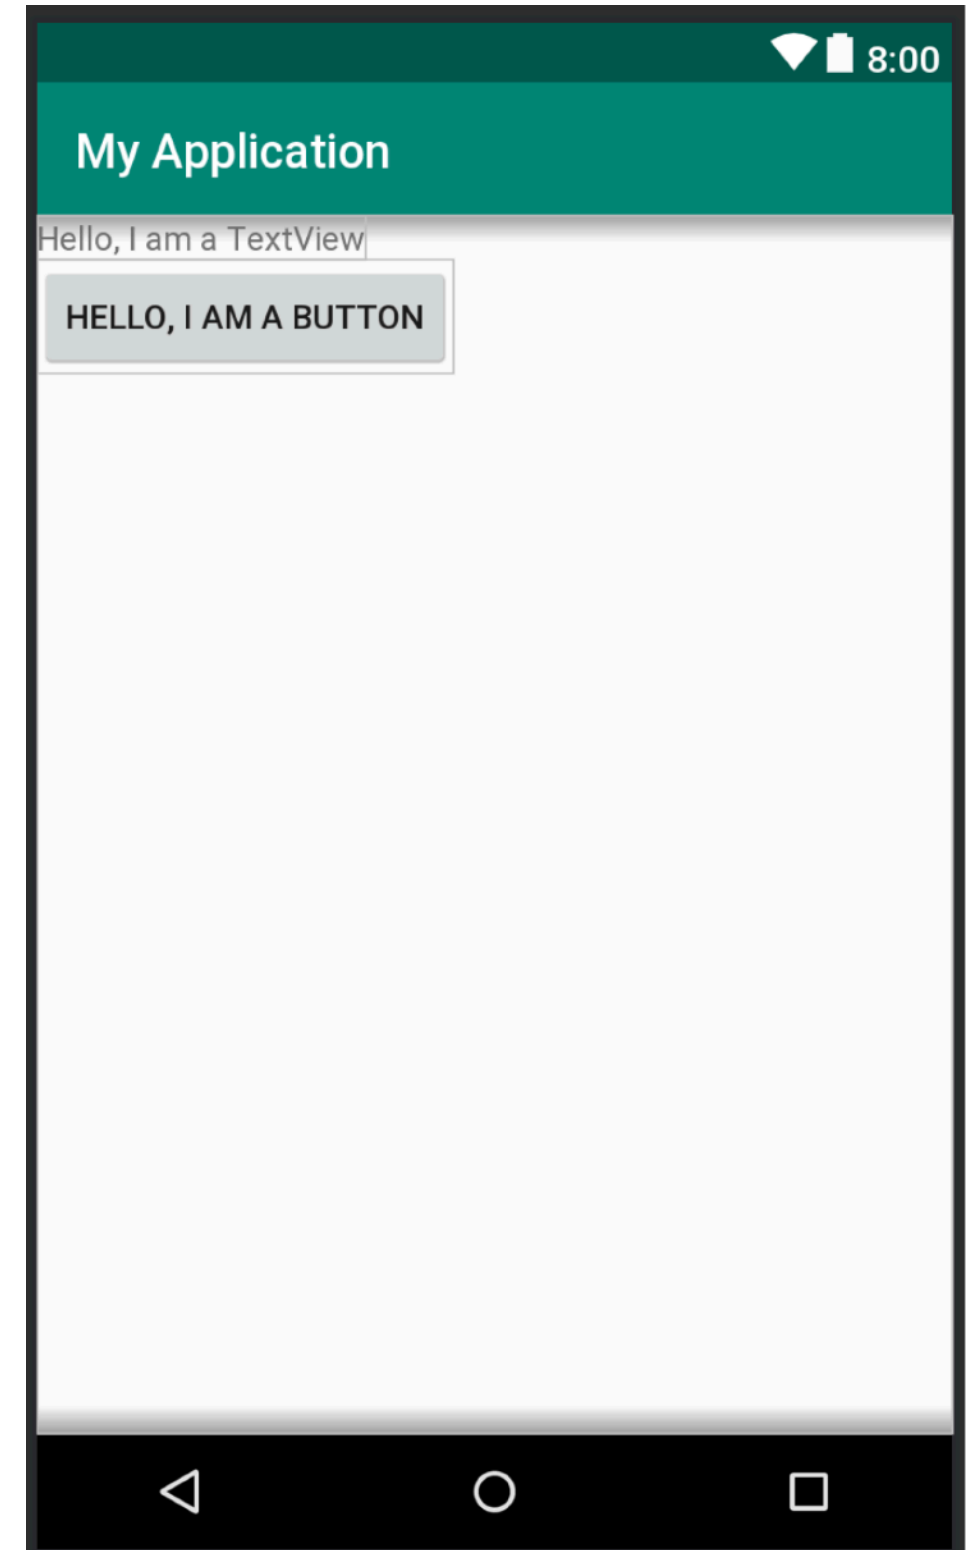 8:00
My Application
Hello, I am a TextView
HELLO, I AM A BUTTON